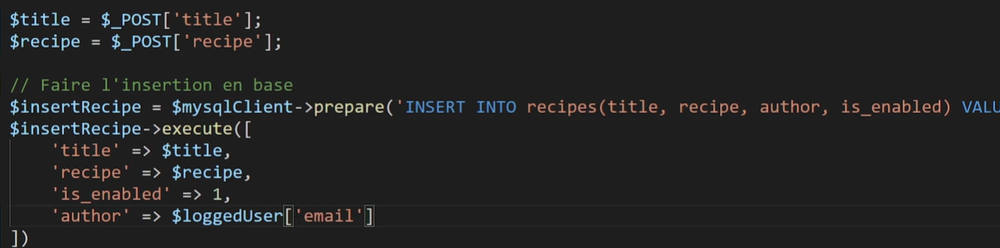 $title = $_POST['title'];
$recipe = $_POST['recipe'];
// Faire l'insertion en base
$insertRecipe = $mysqlClient->prepare('INSERT INTO recipes(title, recipe, author, is_enabled) VALU
$insertRecipe->execute([
    'title' => $title,
    'recipe' => $recipe,
    'is_enabled' => 1,
    'author' => $loggedUser['email']
])